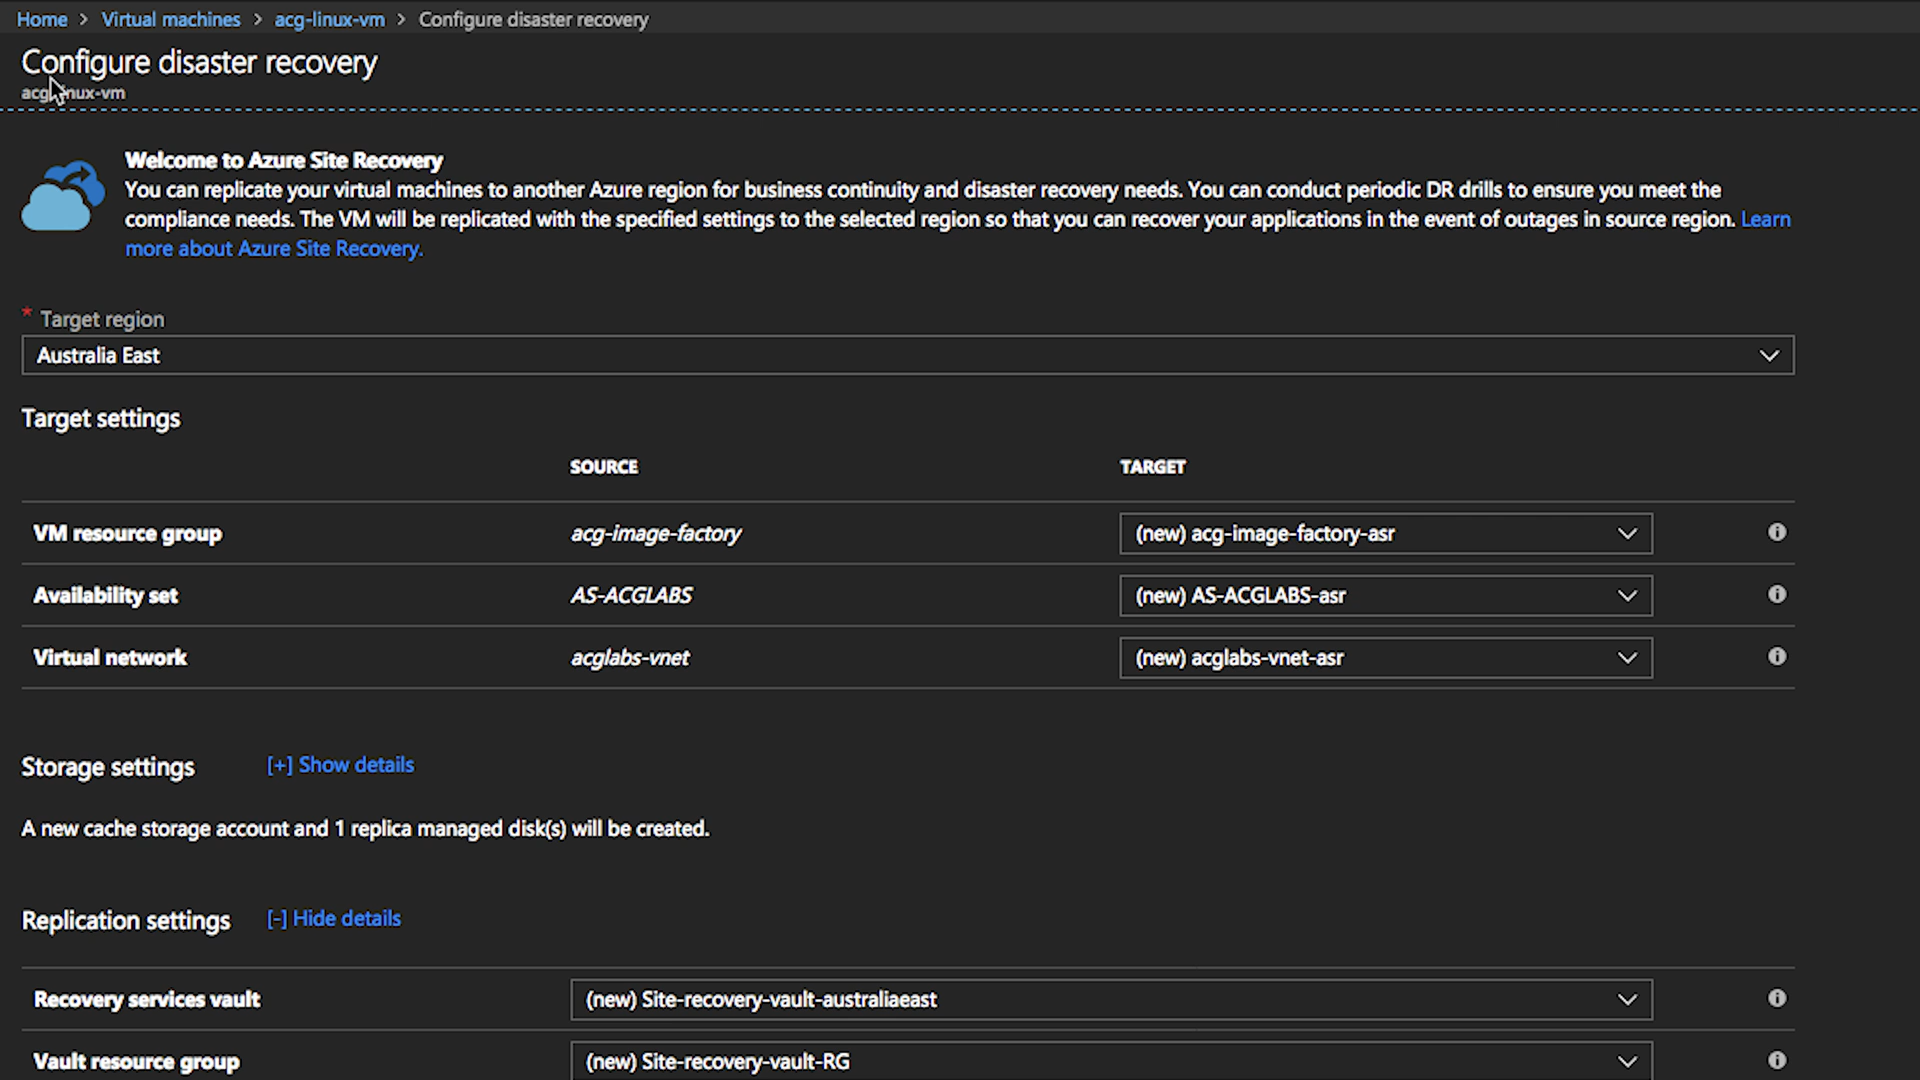 Home > Virtual machines > acg-linux-vm > Configure disaster recovery
Configure disaster recovery
acg-linux-vm
Welcome to Azure Site Recovery
You can replicate your virtual machines to another Azure region for business continuity and disaster recovery needs. You can conduct periodic DR drills to ensure you meet the
compliance needs. The VM will be replicated with the specified settings to the selected region so that you can recover your applications in the event of outages in source region. Learn
more about Azure Site Recovery.
* Target region
Australia East
Target settings
SOURCE TARGET
VM resource group acg-image-factory (new) acg-image-factory-asr
Availability set AS-ACGLABS (new) AS-ACGLABS-asr
Virtual network acglabs-vnet (new) acglabs-vnet-asr
Storage settings [+] Show details
A new cache storage account and 1 replica managed disk(s) will be created.
Replication settings [-] Hide details
Recovery services vault (new) Site-recovery-vault-australiaeast
Vault resource group (new) Site-recovery-vault-RG